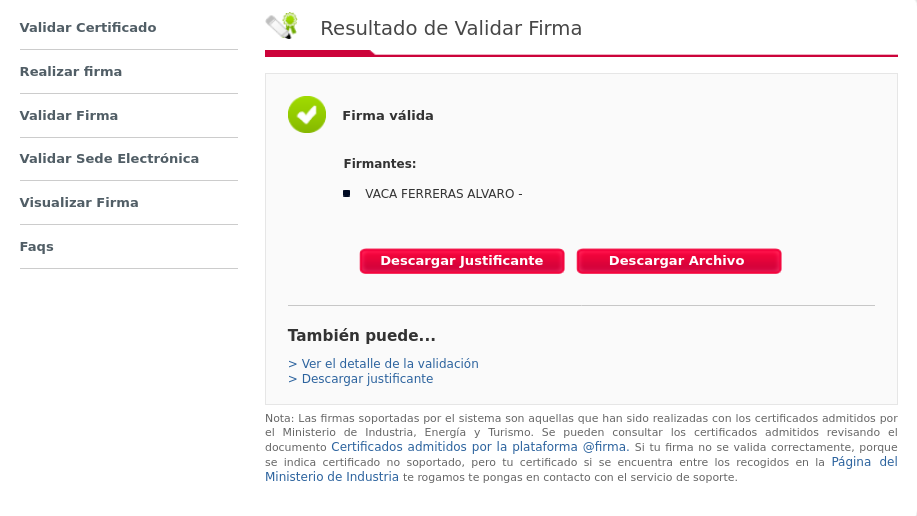 Validar Certificado
Realizar firma
Validar Firma
Validar Sede Electrónica
Visualizar Firma
Faqs
Resultado de Validar Firma
Firma válida
Firmantes:
VACA FERRERAS ALVARO -
Descargar Justificante
Descargar Archivo
También puede...
> Ver el detalle de la validación
> Descargar justificante
Nota: Las firmas soportadas por el sistema son aquellas que han sido realizadas con los certificados admitidos por
el Ministerio de Industria, Energía y Turismo. Se pueden consultar los certificados admitidos revisando el
documento Certificados admitidos por la plataforma @firma. Si tu firma no se valida correctamente, porque
se indica certificado no soportado, pero tu certificado si se encuentra entre los recogidos en la Página del
Ministerio de Industria te rogamos te pongas en contacto con el servicio de soporte.